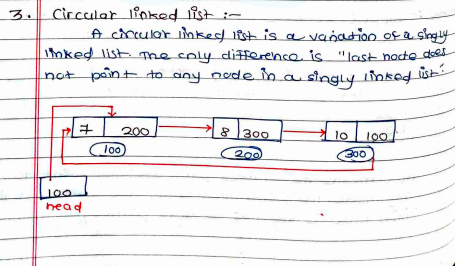 3. Circular linked list :-
A circular linked list is a variation of a singly
linked list. The only difference is "last node does
not point to any node in a singly linked list."
7 200 8 300 10 100
100 200 300
100
head